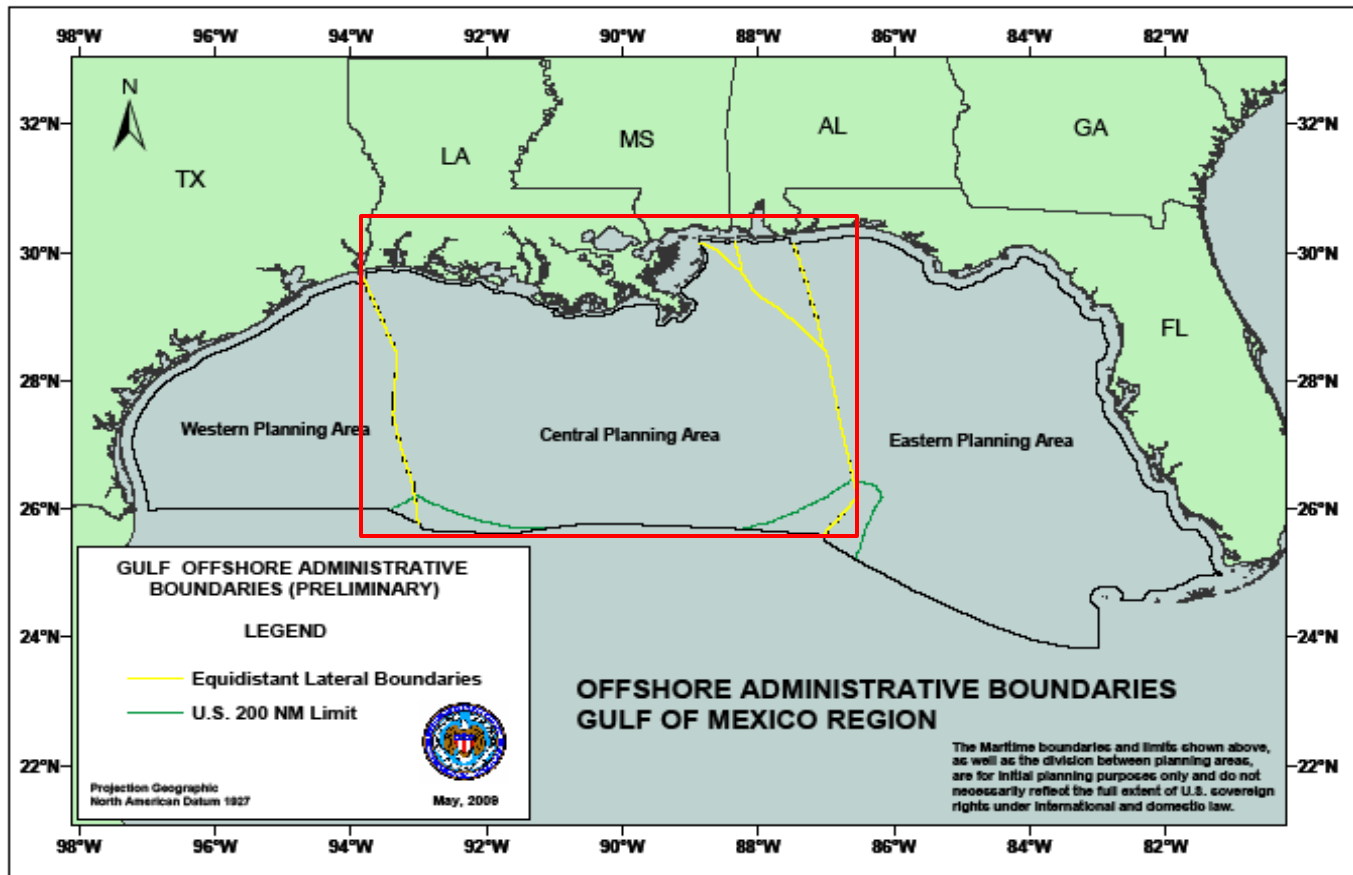 98°W 96°W 94°W 92°W 90°W 88°W 86°W 84°W 82°W
N
32°N 32°N
TX
LA
MS
AL
GA
30°N 30°N
FL
28°N 28°N
Western Planning Area
Central Planning Area
Eastern Planning Area
26°N 26°N
GULF OFFSHORE ADMINISTRATIVE
BOUNDARIES (PRELIMINARY)
LEGEND
Equidistant Lateral Boundaries
U.S. 200 NM Limit
Projection Geographic
North American Datum 1927
May, 2009
24°N 24°N
OFFSHORE ADMINISTRATIVE BOUNDARIES
GULF OF MEXICO REGION
The Maritime boundaries and limits shown above,
as well as the division between planning areas,
are for initial planning purposes only and do not
necessarily reflect the full extent of U.S. sovereign
rights under international and domestic law.
22°N 22°N
98°W 96°W 94°W 92°W 90°W 88°W 86°W 84°W 82°W